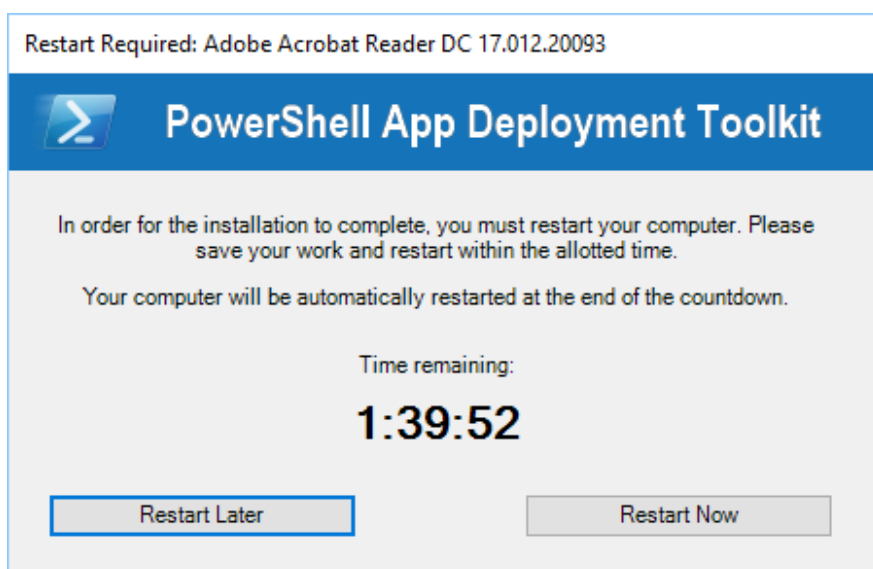 Restart Required: Adobe Acrobat Reader DC 17.012.20093
PowerShell App Deployment Toolkit
In order for the installation to complete, you must restart your computer. Please
save your work and restart within the allotted time.
Your computer will be automatically restarted at the end of the countdown.
Time remaining:
1:39:52
Restart Later
Restart Now